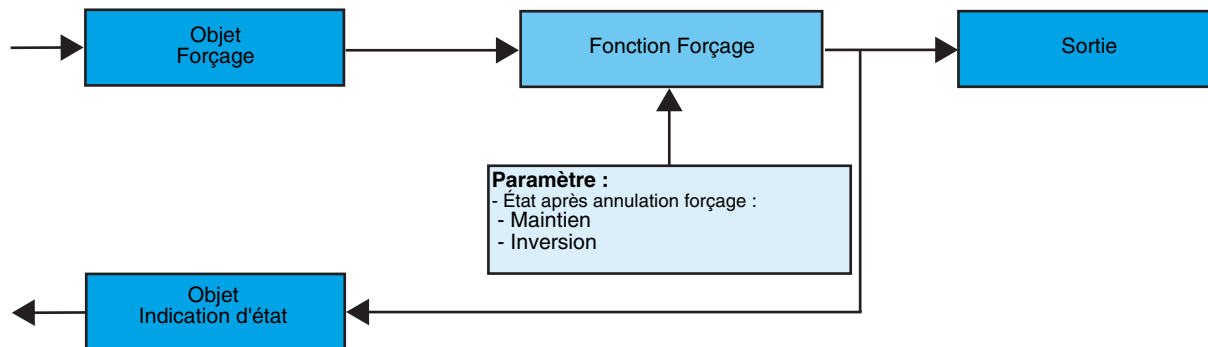 Objet
Forçage
Fonction Forçage
Sortie
Paramètre :
- État après annulation forçage :
- Maintien
- Inversion
Objet
Indication d'état